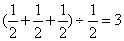 (1/2 + 1/2 + 1/2) ÷ 1/2 = 3